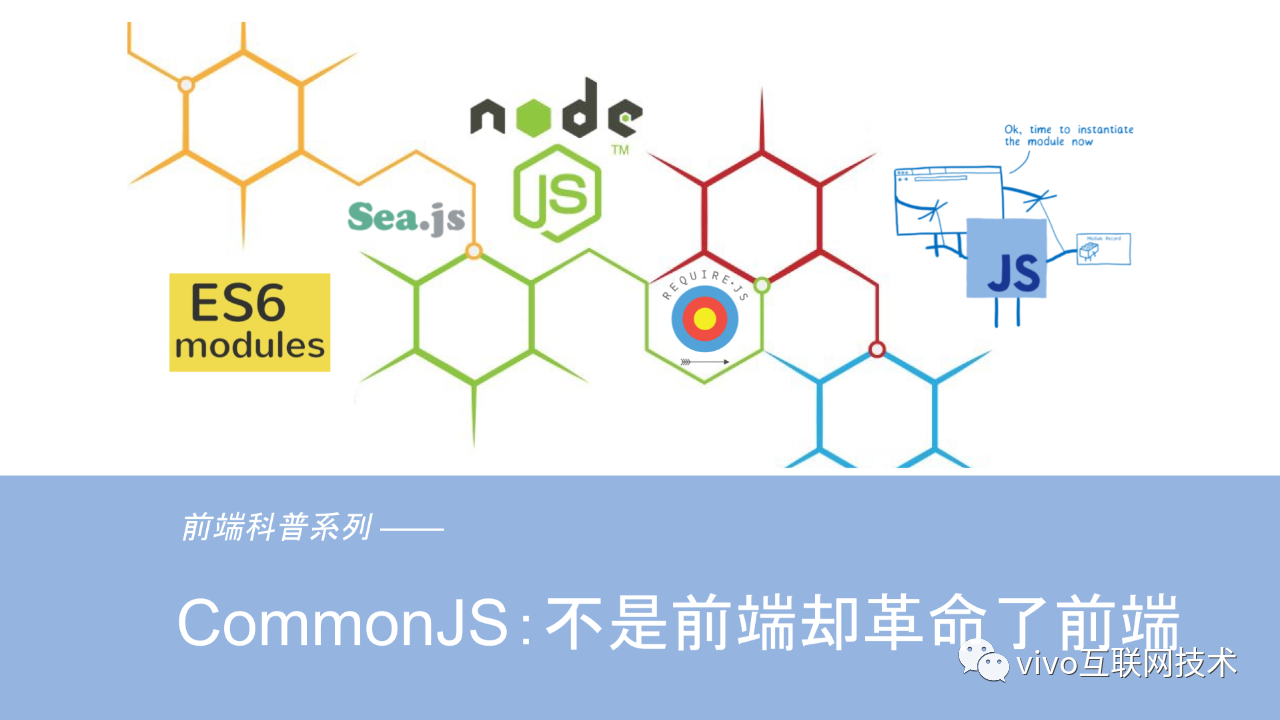 node
TM
JS
Ok, time to instantiate
the module now
Sea.js
Module Record
JS
REQUIRE·JS
ES6
modules
前端科普系列 ——
CommonJS:不是前端却革命了前端
vivo互联网技术